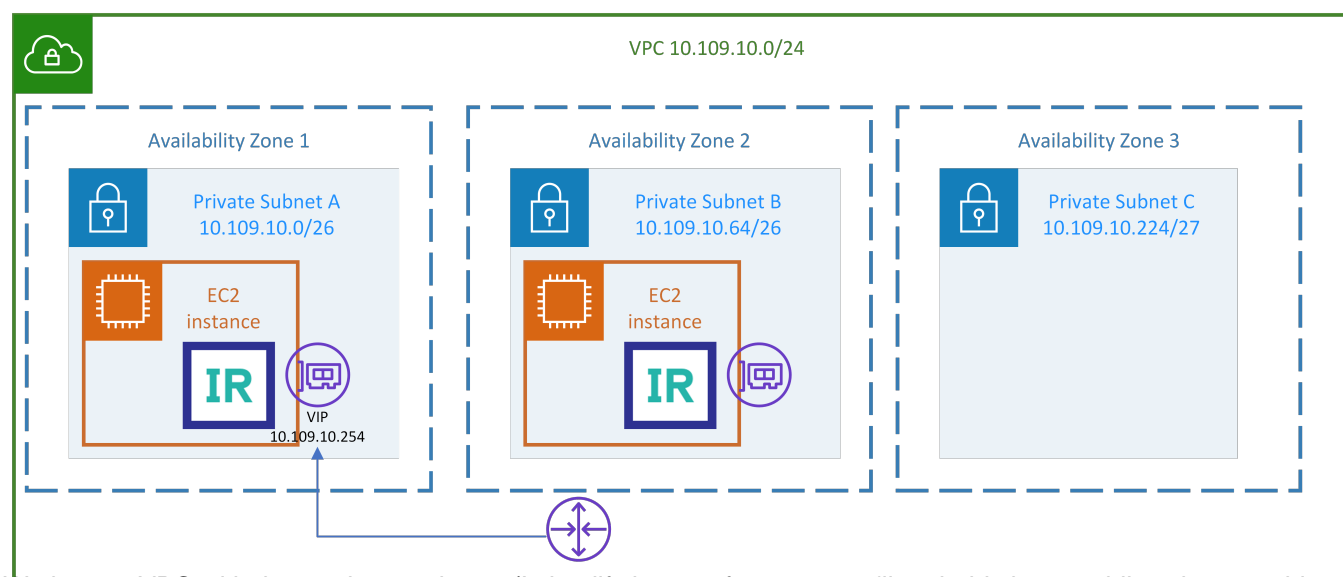 VPC 10.109.10.0/24
Availability Zone 1
Private Subnet A
10.109.10.0/26
EC2
instance
IR
VIP
10.109.10.254
Availability Zone 2
Private Subnet B
10.109.10.64/26
EC2
instance
IR
Availability Zone 3
Private Subnet C
10.109.10.224/27